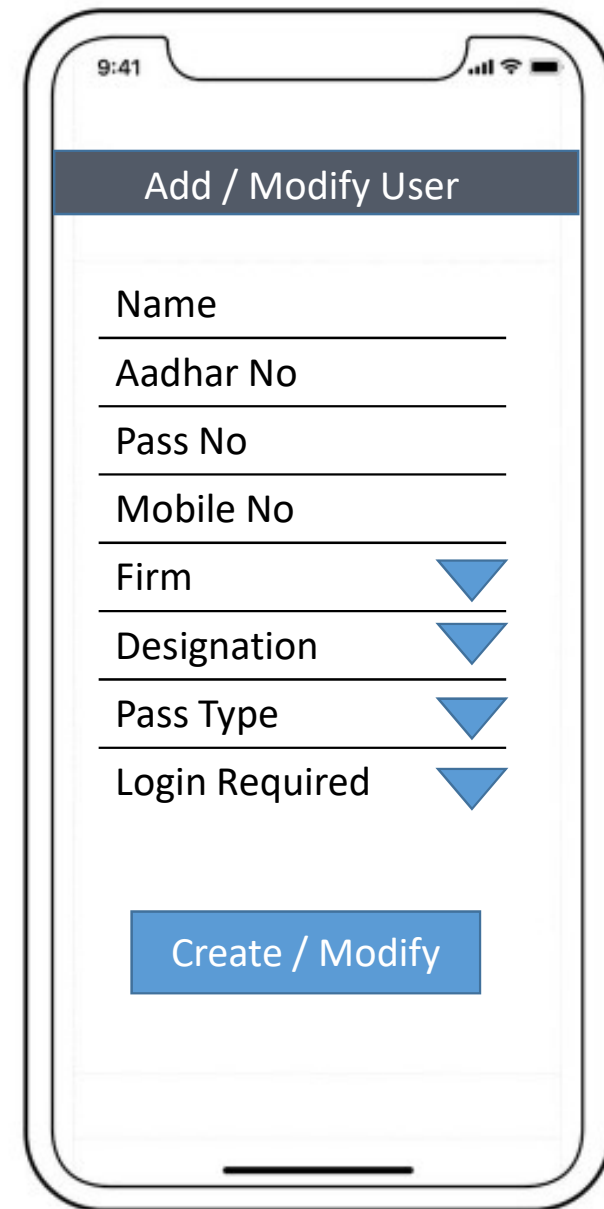 9:41
Add / Modify User
Name
Aadhar No
Pass No
Mobile No
Firm
Designation
Pass Type
Login Required
Create / Modify